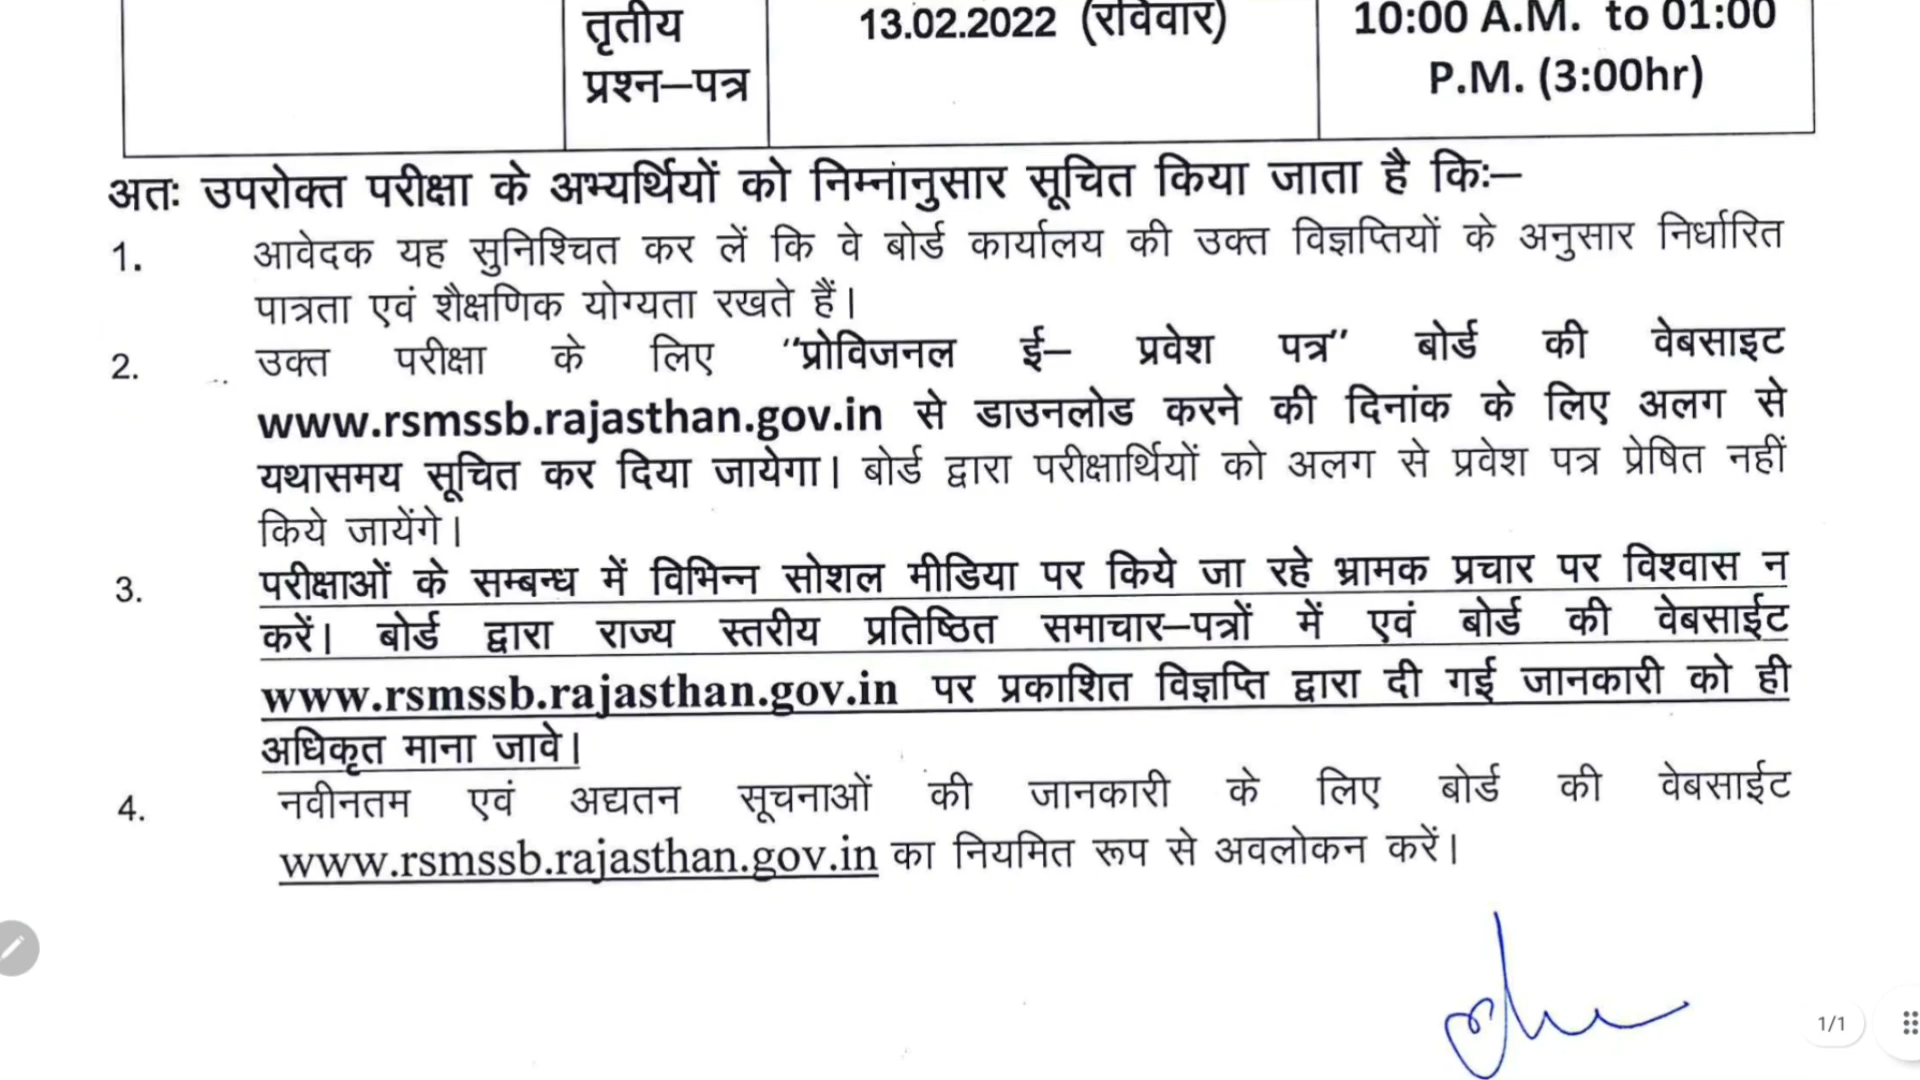 तृतीय 13.02.2022 (रविवार) 10:00 A.M. to 01:00
प्रश्न–पत्र P.M. (3:00hr)
अतः उपरोक्त परीक्षा के अभ्यर्थियों को निम्नांनुसार सूचित किया जाता है किः–
1. आवेदक यह सुनिश्चित कर लें कि वे बोर्ड कार्यालय की उक्त विज्ञप्तियों के अनुसार निर्धारित
पात्रता एवं शैक्षणिक योग्यता रखते हैं।
2. उक्त परीक्षा के लिए "प्रोविजनल ई– प्रवेश पत्र" बोर्ड की वेबसाइट
www.rsmssb.rajasthan.gov.in से डाउनलोड करने की दिनांक के लिए अलग से
यथासमय सूचित कर दिया जायेगा। बोर्ड द्वारा परीक्षार्थियों को अलग से प्रवेश पत्र प्रेषित नहीं
किये जायेंगे।
3. परीक्षाओं के सम्बन्ध में विभिन्न सोशल मीडिया पर किये जा रहे भ्रामक प्रचार पर विश्वास न
करें। बोर्ड द्वारा राज्य स्तरीय प्रतिष्ठित समाचार–पत्रों में एवं बोर्ड की वेबसाईट
www.rsmssb.rajasthan.gov.in पर प्रकाशित विज्ञप्ति द्वारा दी गई जानकारी को ही
अधिकृत माना जावे।
4. नवीनतम एवं अद्यतन सूचनाओं की जानकारी के लिए बोर्ड की वेबसाईट
www.rsmssb.rajasthan.gov.in का नियमित रूप से अवलोकन करें।
1/1